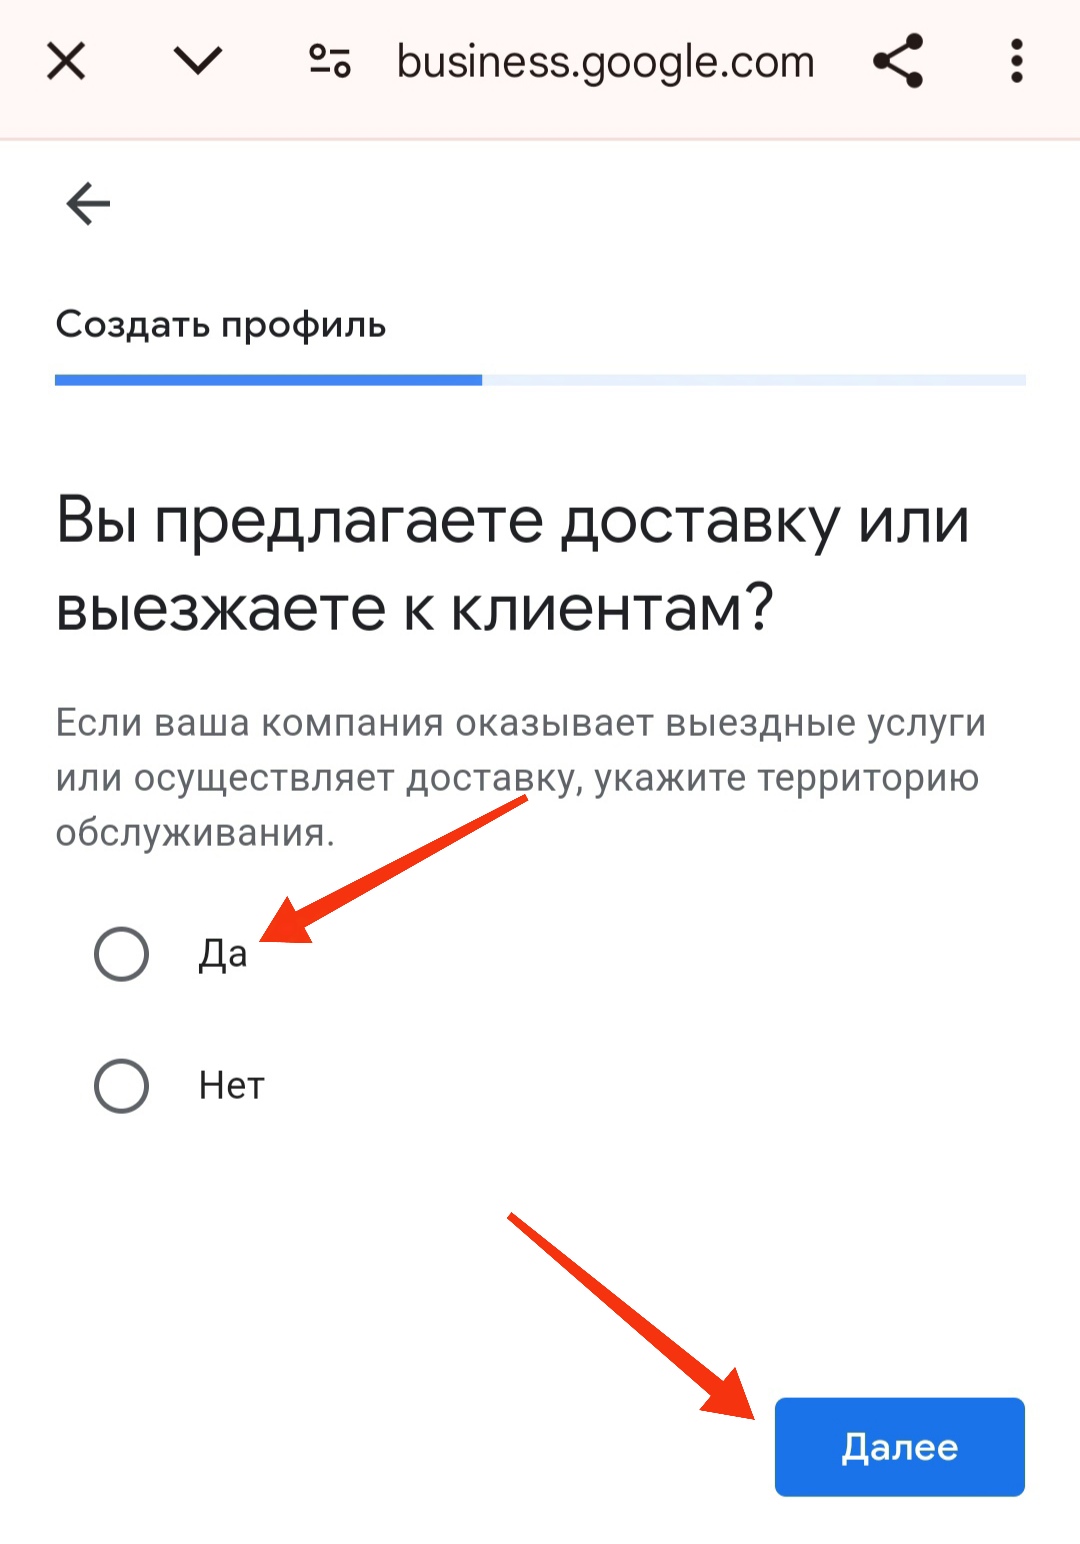 business.google.com
Создать профиль
Вы предлагаете доставку или
выезжаете к клиентам?
Если ваша компания оказывает выездные услуги
или осуществляет доставку, укажите территорию
обслуживания.
Да
Нет
Далее